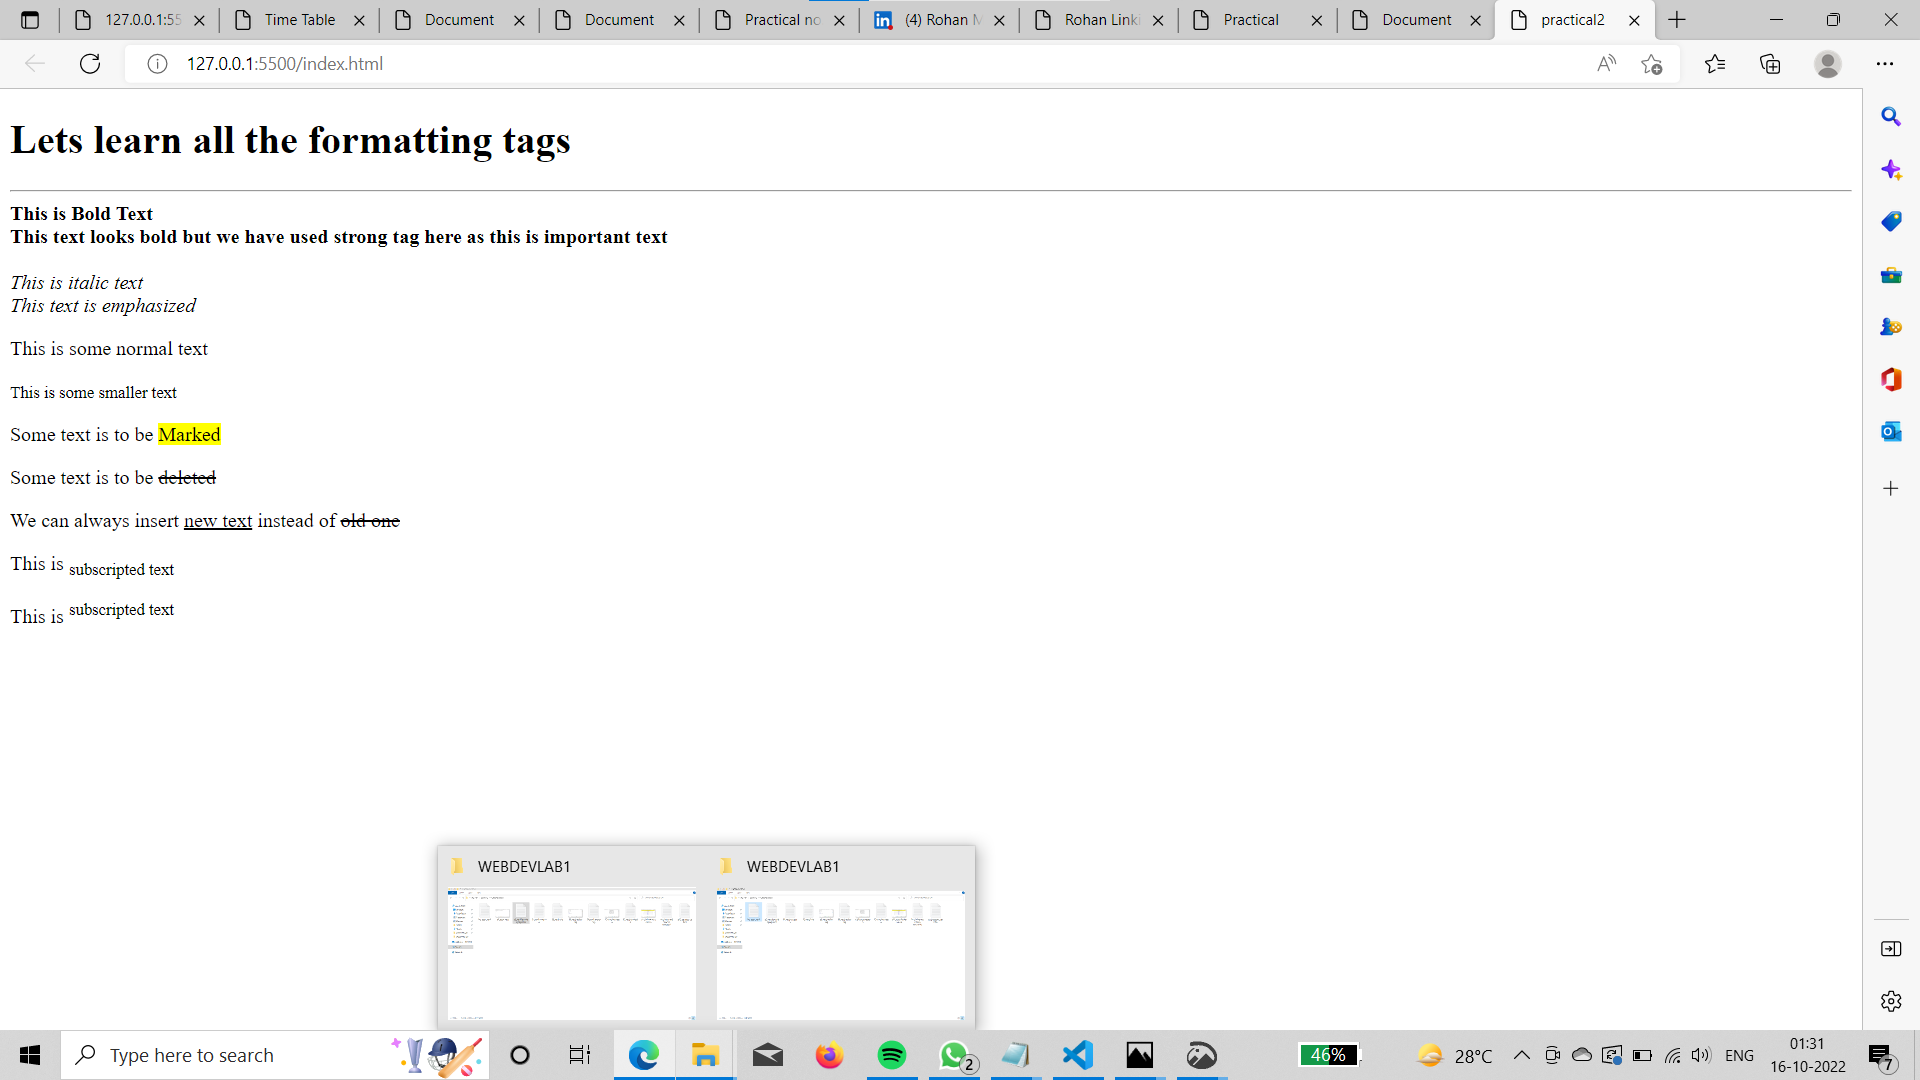 127.0.0.1:55
Time Table
Document
Document
Practical no
(4) Rohan M
Rohan Linki
Practical
Document
practical2
127.0.0.1:5500/index.html
Lets learn all the formatting tags
This is Bold Text
This text looks bold but we have used strong tag here as this is important text
This is italic text
This text is emphasized
This is some normal text
This is some smaller text
Some text is to be Marked
Some text is to be deleted
We can always insert new text instead of old one
This is subscripted text
This is subscripted text
WEBDEVLAB1
WEBDEVLAB1
Type here to search
2
46%
28°C
ENG
01:31
16-10-2022
7